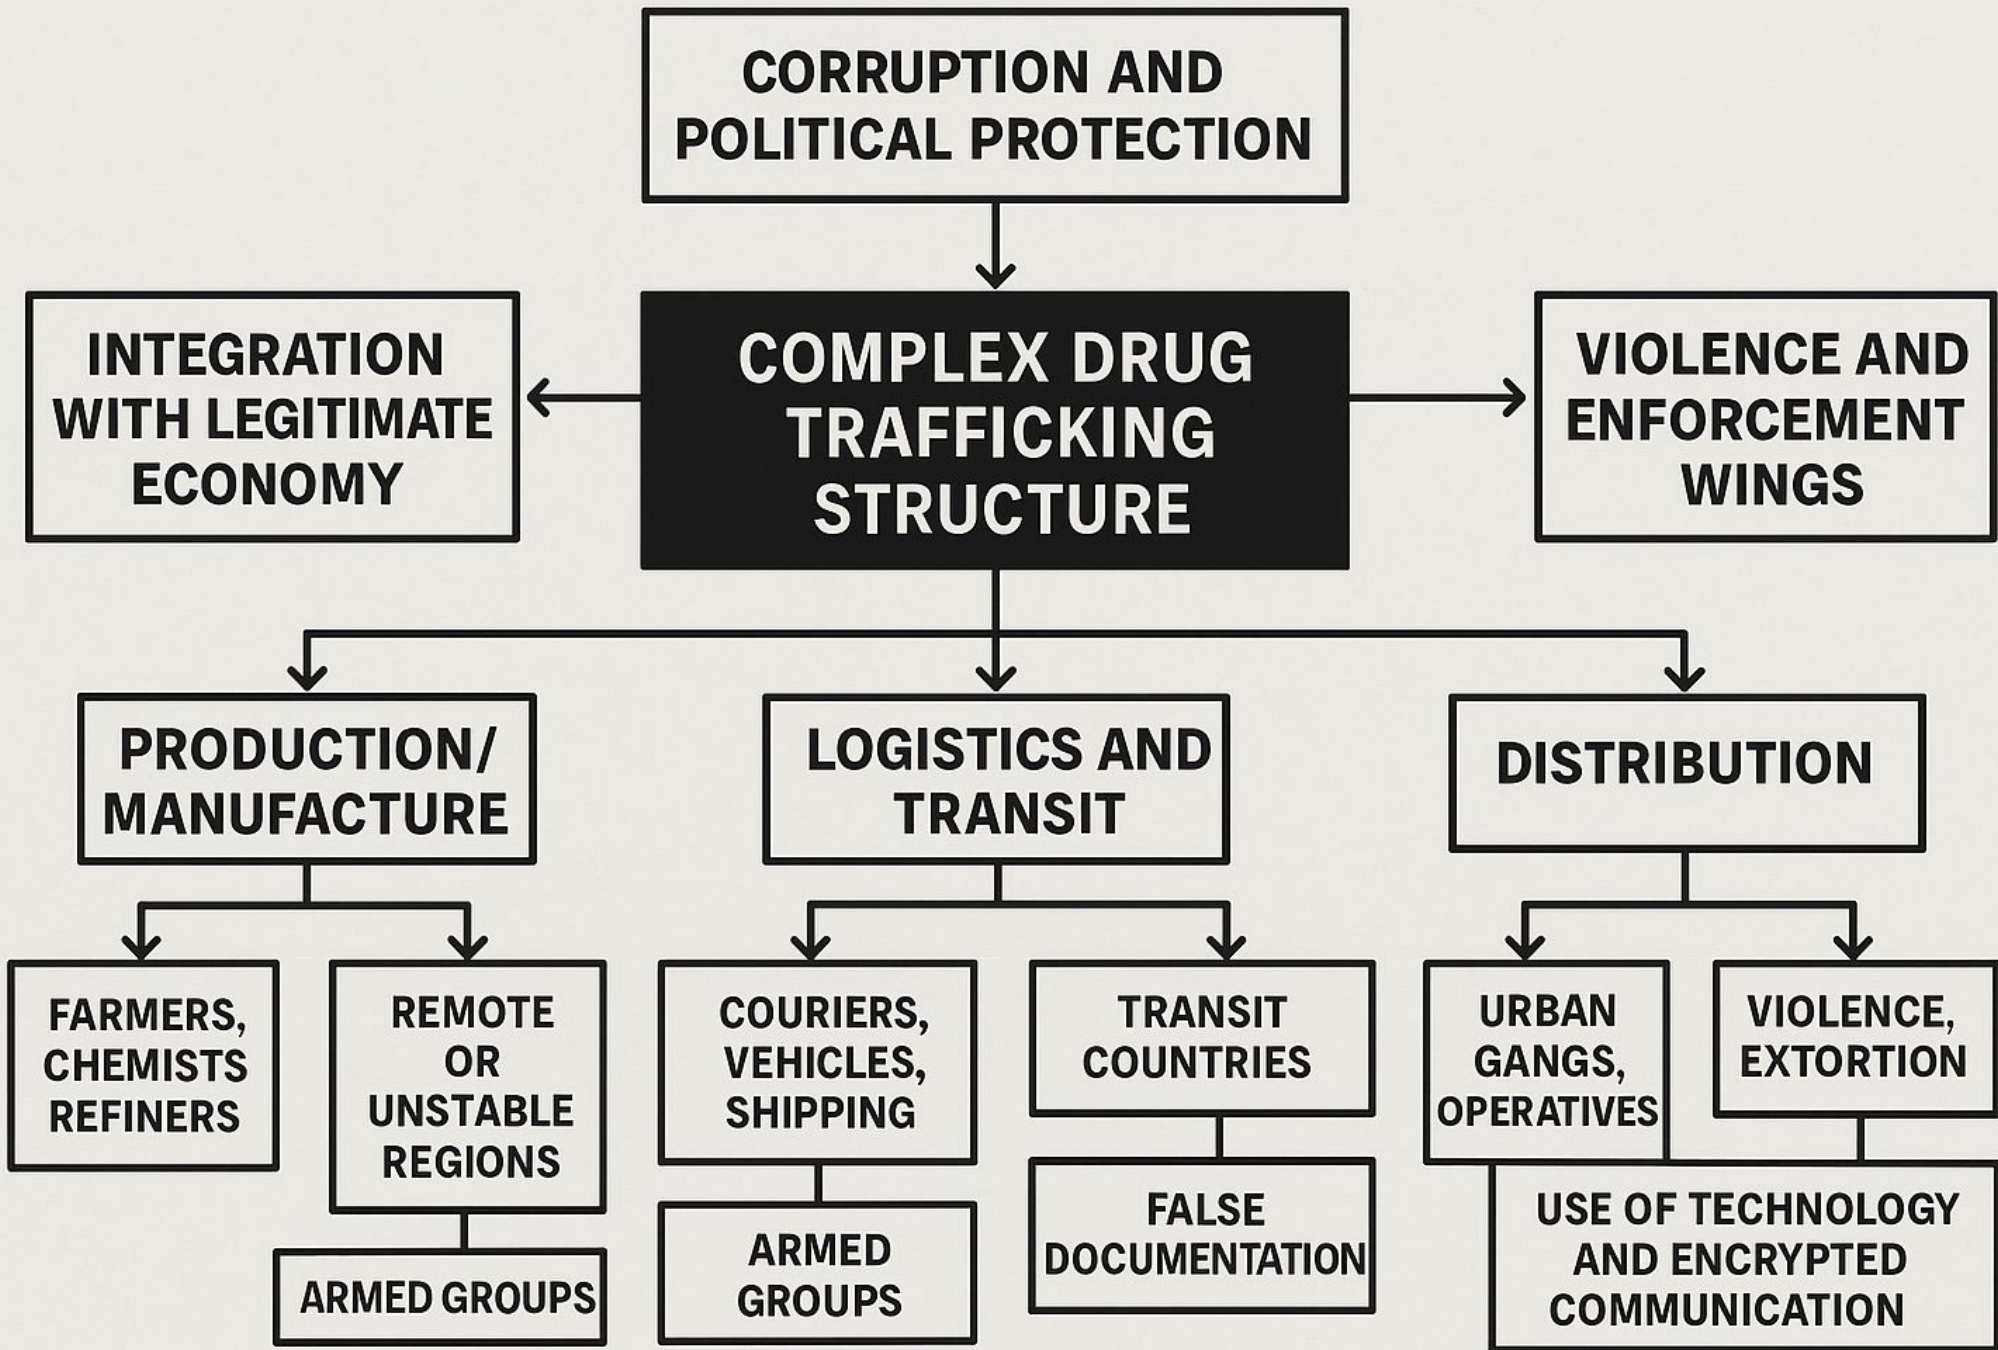 CORRUPTION AND
POLITICAL PROTECTION
INTEGRATION
WITH LEGITIMATE
ECONOMY
COMPLEX DRUG
TRAFFICKING
STRUCTURE
VIOLENCE AND
ENFORCEMENT
WINGS
PRODUCTION/
MANUFACTURE
LOGISTICS AND
TRANSIT
DISTRIBUTION
FARMERS,
CHEMISTS
REFINERS
REMOTE
OR
UNSTABLE
REGIONS
COURIERS,
VEHICLES,
SHIPPING
TRANSIT
COUNTRIES
URBAN
GANGS,
OPERATIVES
VIOLENCE,
EXTORTION
ARMED GROUPS
ARMED
GROUPS
FALSE
DOCUMENTATION
USE OF TECHNOLOGY
AND ENCRYPTED
COMMUNICATION